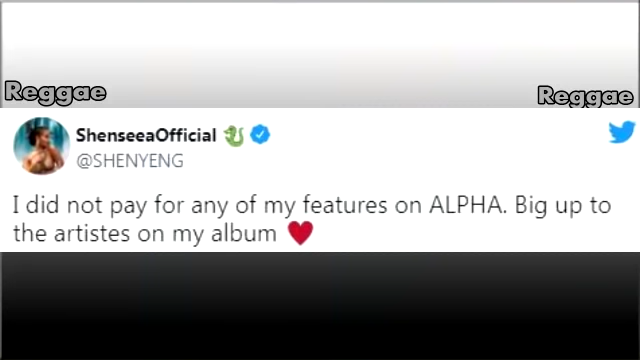 Reggae
Reggae
ShenseeaOfficial 🐉
@SHENYENG
I did not pay for any of my features on ALPHA. Big up to
the artistes on my album ♥